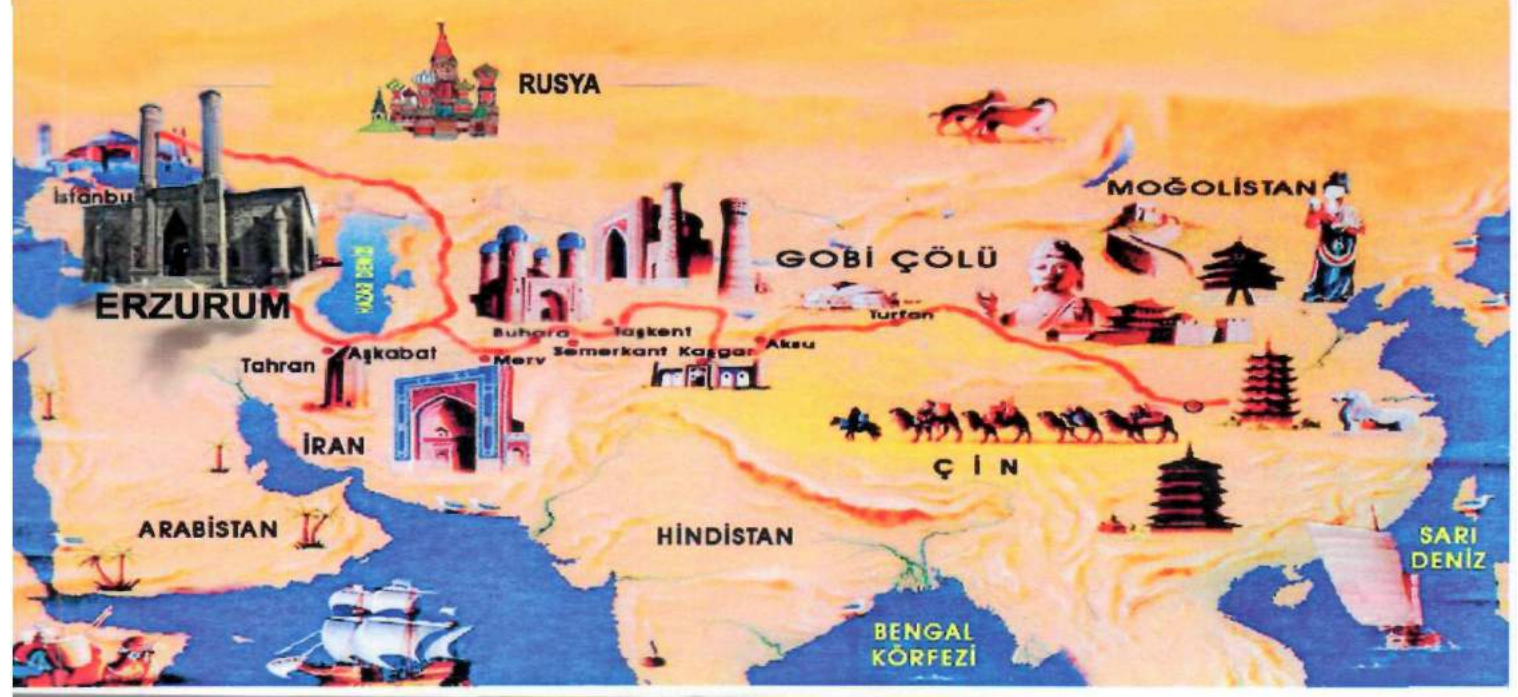 RUSYA
MOĞOLİSTAN
İstanbu
GOBİ ÇÖLÜ
HAZAR DENİZİ
ERZURUM
Turfan
Buhara
Taşkent
Tahran
Aşkabat
Merv
Semerkant
Kaşgar
Aksu
İRAN
ÇİN
ARABİSTAN
HİNDİSTAN
SARI
DENİZ
BENGAL
KÖRFEZİ